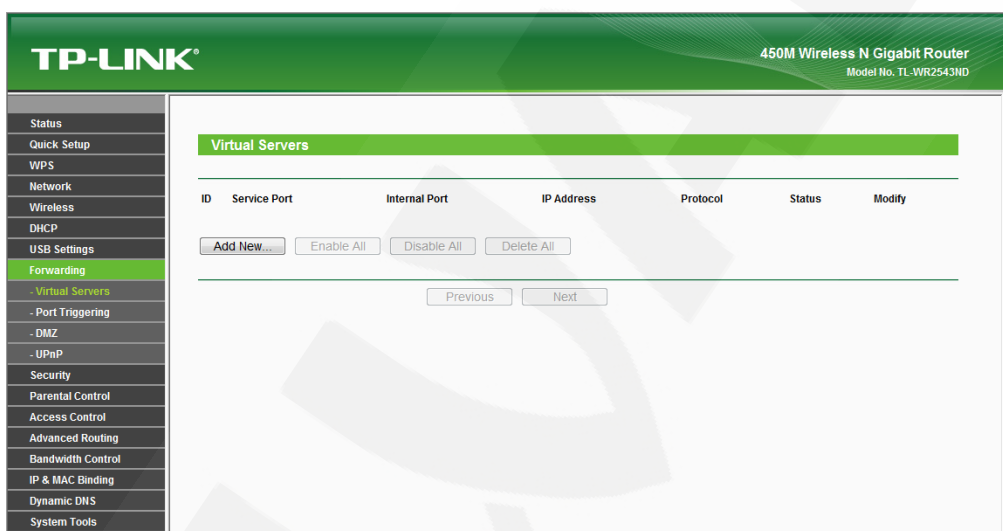 TP-LINK®
450M Wireless N Gigabit Router
Model No. TL-WR2543ND
Status
Quick Setup
WPS
Network
Wireless
DHCP
USB Settings
Forwarding
- Virtual Servers
- Port Triggering
- DMZ
- UPnP
Security
Parental Control
Access Control
Advanced Routing
Bandwidth Control
IP & MAC Binding
Dynamic DNS
System Tools
Virtual Servers
ID Service Port Internal Port IP Address Protocol Status Modify
Add New... Enable All Disable All Delete All
Previous Next